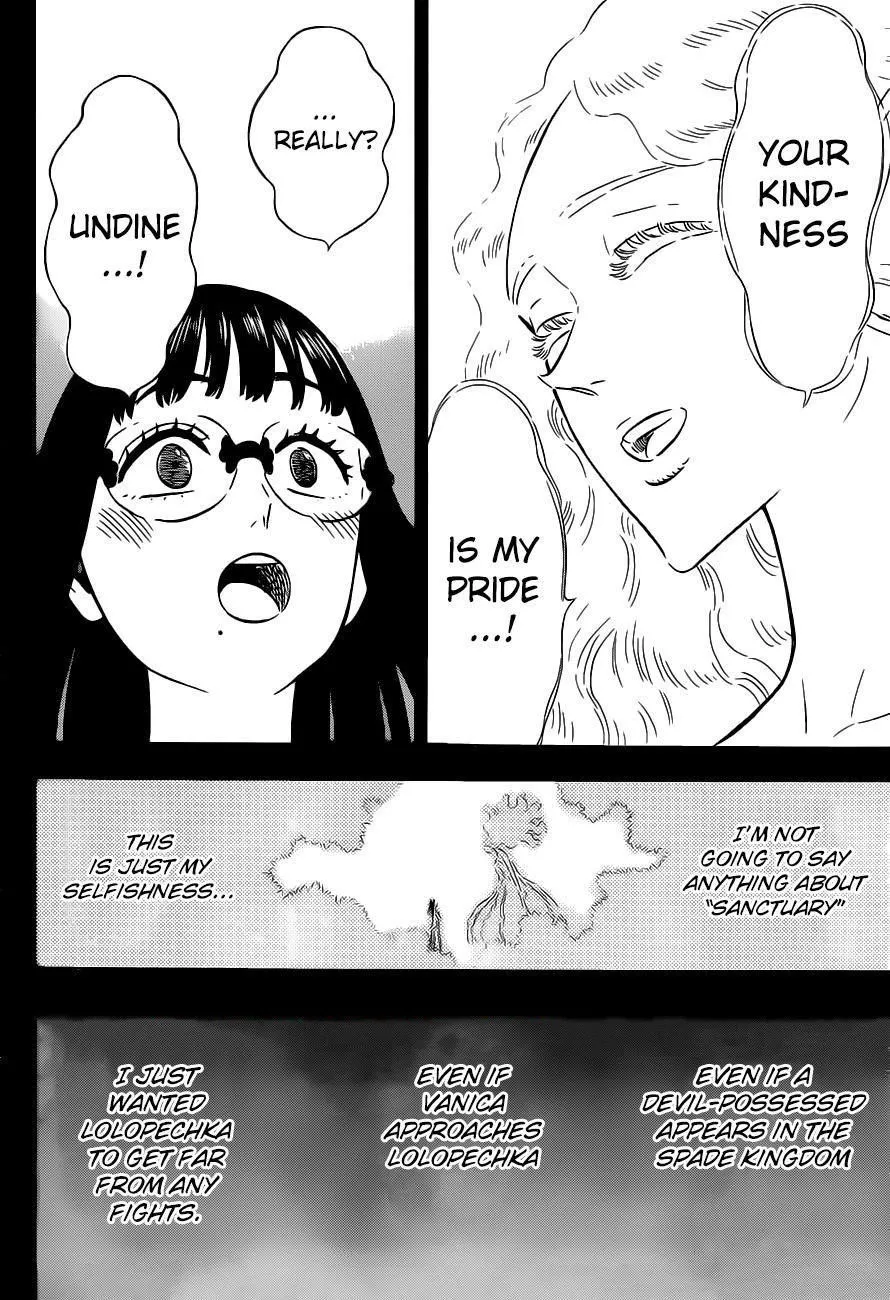 YOUR
KIND-
NESS
IS MY
PRIDE
...!
...
REALLY?
UNDINE
...!
I'M NOT
GOING TO SAY
ANYTHING ABOUT
"SANCTUARY"
THIS
IS JUST MY
SELFISHNESS...
EVEN IF A
DEVIL-POSSESSED
APPEARS IN THE
SPADE KINGDOM
EVEN IF
VANICA
APPROACHES
LOLOPECHKA
I JUST
WANTED
LOLOPECHKA
TO GET FAR
FROM ANY
FIGHTS.